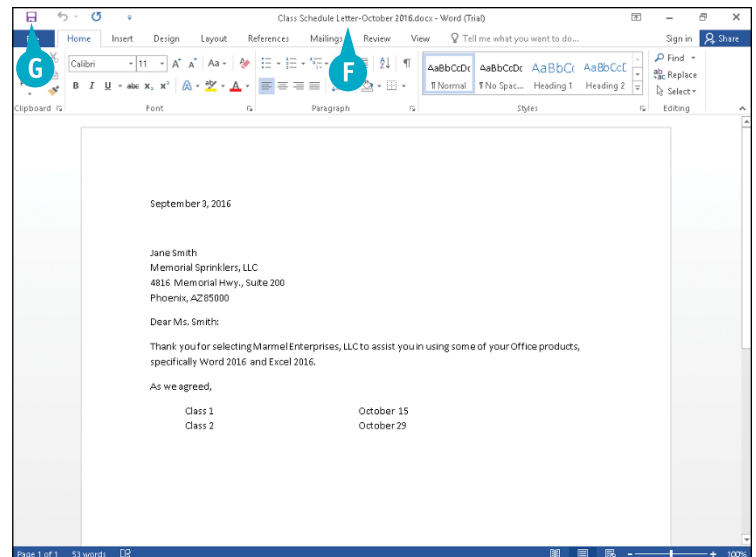 Class Schedule Letter-October 2016.docx - Word (Trial)
Home Insert Design Layout References Mailings Review View Tell me what you want to do... Sign in Share
G
F
Calibri 11 A A Aa
B I U abc X₂ X² A A
AaBbCcDc AaBbCcDc AaBbCc AaBbCcC
¶ Normal ¶ No Spac... Heading 1 Heading 2
Find
Replace
Select
Clipboard Font Paragraph Styles Editing
September 3, 2016
Jane Smith
Memorial Sprinklers, LLC
4816 Memorial Hwy., Suite 200
Phoenix, AZ 85000
Dear Ms. Smith:
Thank you for selecting Marmel Enterprises, LLC to assist you in using some of your Office products,
specifically Word 2016 and Excel 2016.
As we agreed,
Class 1 October 15
Class 2 October 29
Page 1 of 1 53 words 100%